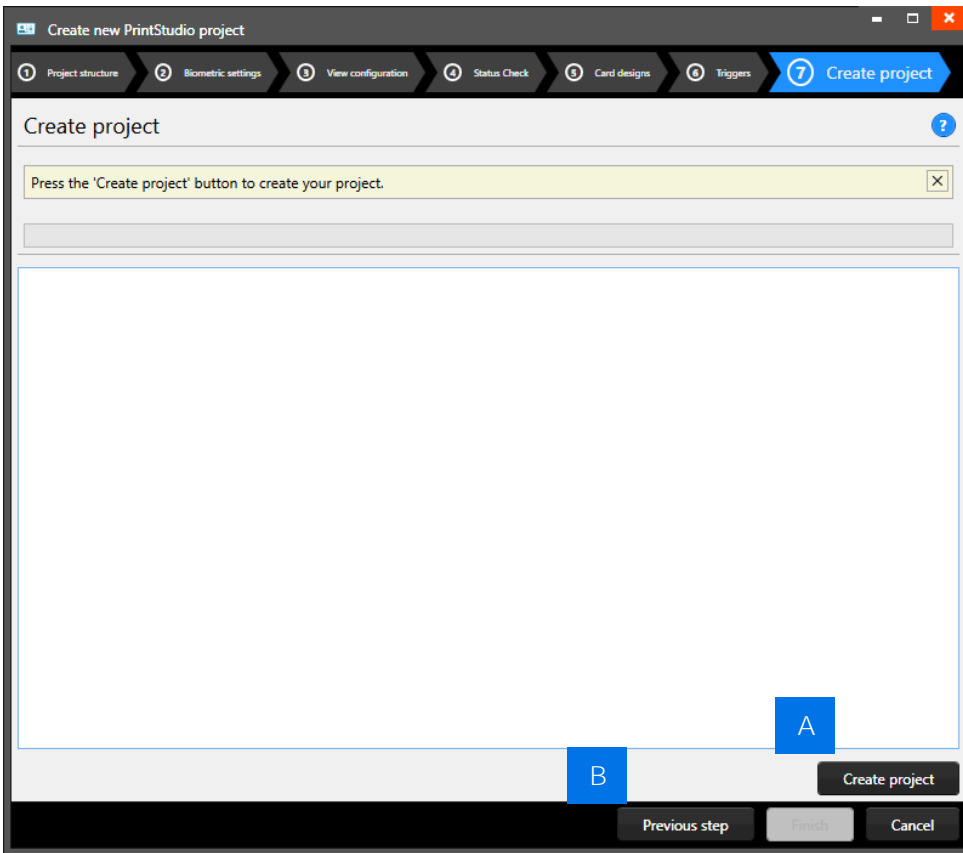 Create new PrintStudio project
1 Project structure 2 Biometric settings 3 View configuration 4 Status Check 5 Card designs 6 Triggers 7 Create project
Create project ?
Press the 'Create project' button to create your project.
A
B
Create project
Previous step Finish Cancel